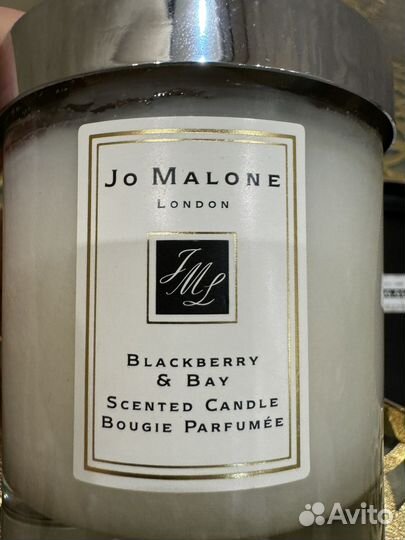 Jo Malone
London
JML
Blackberry
& Bay
Scented Candle
Bougie Parfumée
Avito